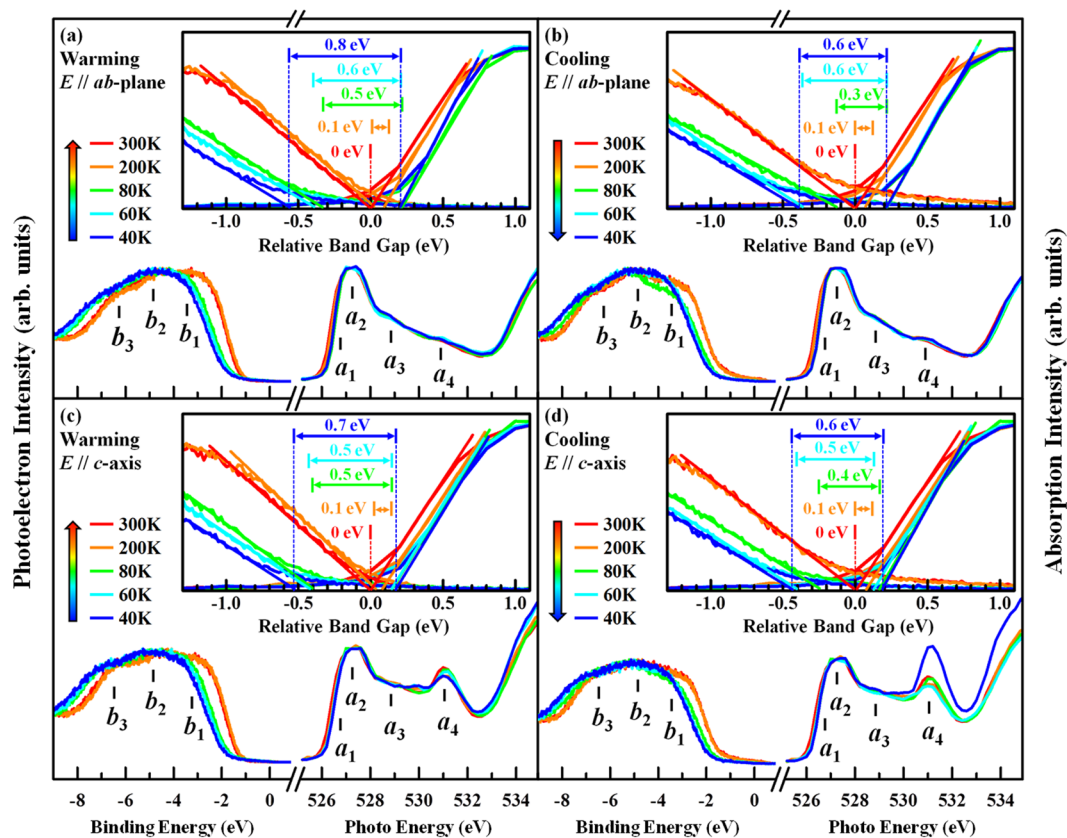 (a)
Warming
E // ab-plane
300K
200K
80K
60K
40K
0.8 eV
0.6 eV
0.5 eV
0.1 eV
0 eV
-1.0 -0.5 0.0 0.5 1.0
Relative Band Gap (eV)
b3 b2 b1
a1 a2 a3 a4
(b)
Cooling
E // ab-plane
300K
200K
80K
60K
40K
0.6 eV
0.6 eV
0.3 eV
0.1 eV
0 eV
-1.0 -0.5 0.0 0.5 1.0
Relative Band Gap (eV)
b3 b2 b1
a1 a2 a3 a4
(c)
Warming
E // c-axis
300K
200K
80K
60K
40K
0.7 eV
0.5 eV
0.5 eV
0.1 eV
0 eV
-1.0 -0.5 0.0 0.5 1.0
Relative Band Gap (eV)
b3 b2 b1
a1 a2 a3 a4
(d)
Cooling
E // c-axis
300K
200K
80K
60K
40K
0.6 eV
0.5 eV
0.4 eV
0.1 eV
0 eV
-1.0 -0.5 0.0 0.5 1.0
Relative Band Gap (eV)
b3 b2 b1
a1 a2 a3 a4
-8 -6 -4 -2 0 526 528 530 532 534
-8 -6 -4 -2 0 526 528 530 532 534
Binding Energy (eV) Photo Energy (eV)
Binding Energy (eV) Photo Energy (eV)
Photoelectron Intensity (arb. units)
Absorption Intensity (arb. units)